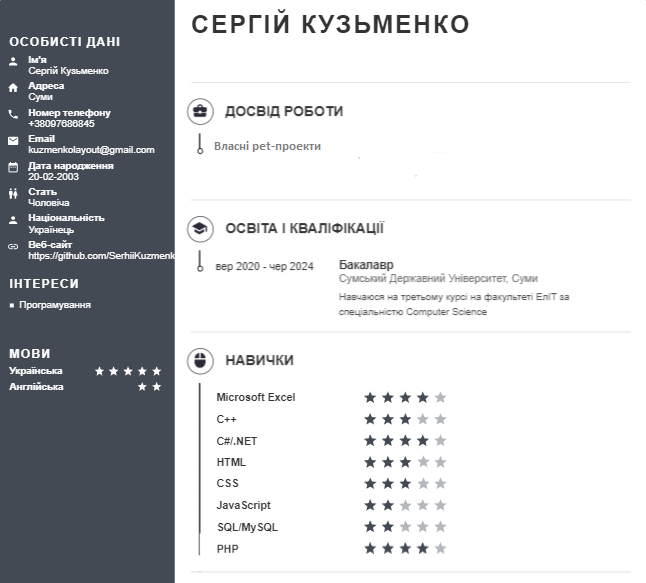 СЕРГІЙ КУЗЬМЕНКО
ОСОБИСТІ ДАНІ
Ім'я
Сергій Кузьменко
Адреса
Суми
Номер телефону
+38097686845
Email
kuzmenkolayout@gmail.com
Дата народження
20-02-2003
Стать
Чоловіча
Національність
Українець
Веб-сайт
https://github.com/SerhiiKuzmenk
ІНТЕРЕСИ
Програмування
МОВИ
Українська
Англійська
ДОСВІД РОБОТИ
Власні pet-проекти
ОСВІТА І КВАЛІФІКАЦІЇ
вер 2020 - чер 2024
Бакалавр
Сумський Державний Університет, Суми
Навчаюся на третьому курсі на факультеті ЕлІТ за
спеціальністю Computer Science
НАВИЧКИ
Microsoft Excel
C++
C#/.NET
HTML
CSS
JavaScript
SQL/MySQL
PHP